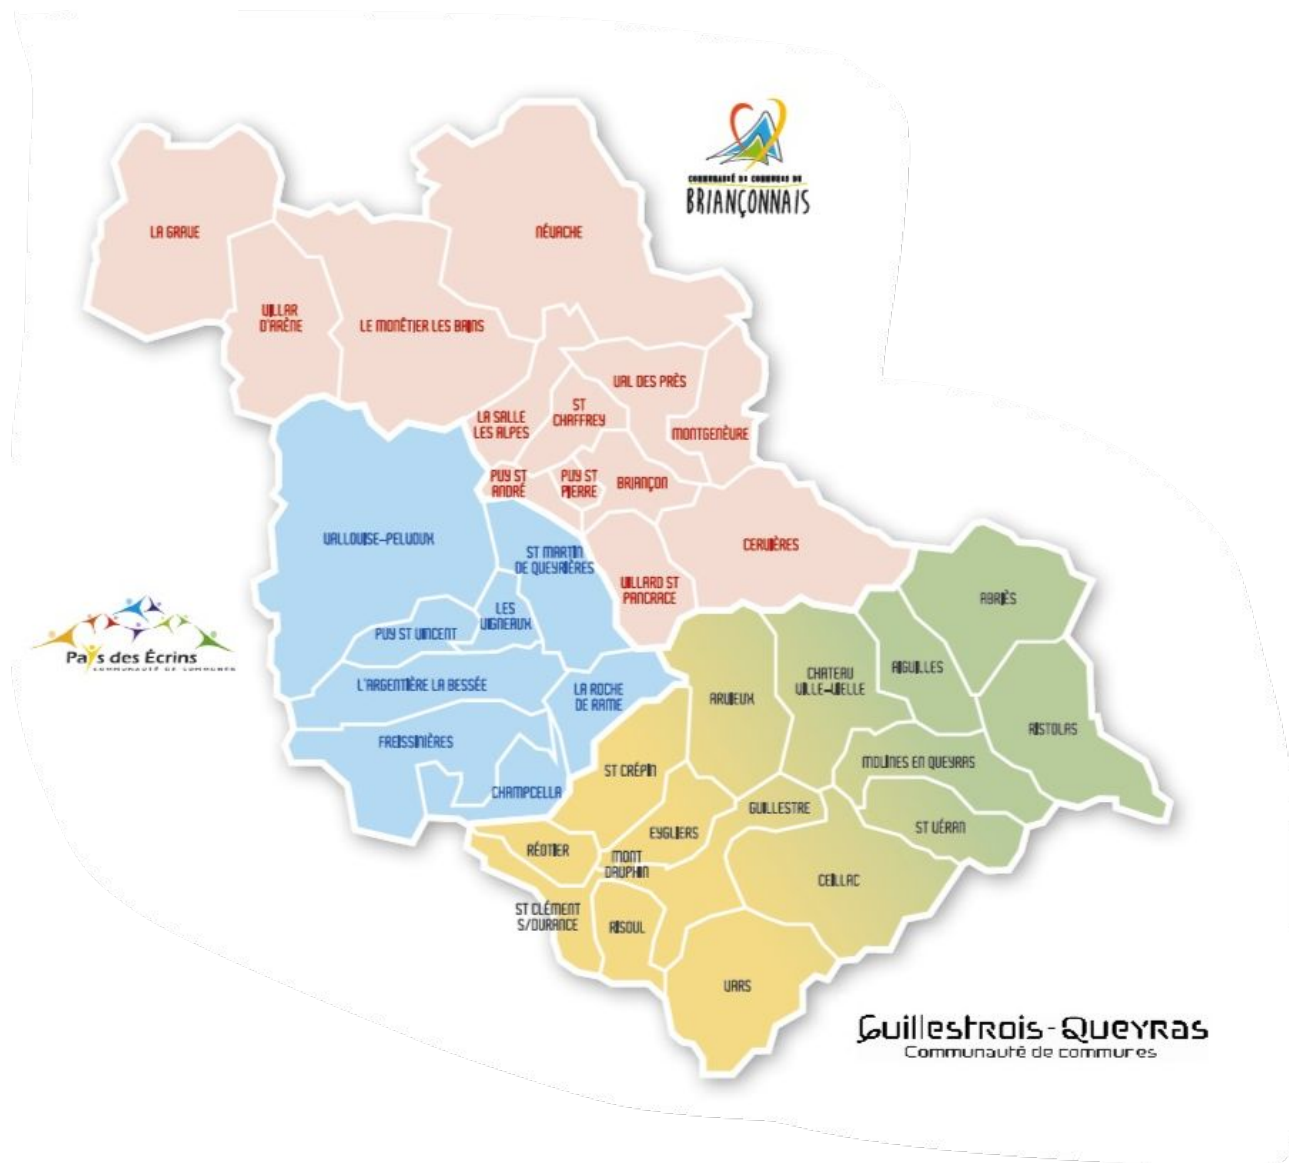 COMMUNAUTÉ DE COMMUNES DU
BRIANÇONNAIS
LA GRAVE
NÉVACHE
VILLAR
D'ARÈNE
LE MONÊTIER LES BAINS
VAL DES PRÈS
ST
CHAFFREY
LA SALLE
LES ALPES
MONTGENÈVRE
PUY ST
ANDRÉ
PUY ST
PIERRE
BRIANÇON
CERVIÈRES
VALLOUISE-PELVOUX
ST MARTIN
DE QUEYRIÈRES
VILLARD ST
PANCRACE
ABRIÈS
LES
VIGNEAUX
PUY ST VINCENT
Pays des Écrins
COMMUNAUTÉ DE COMMUNES
L'ARGENTIÈRE LA BESSÉE
LA ROCHE
DE RAME
ARVIEUX
CHATEAU
VILLE-VIELLE
AIGUILLES
RISTOLAS
FREISSINIÈRES
ST CRÉPIN
MOLINES EN QUEYRAS
CHAMPCELLA
GUILLESTRE
EYGLIERS
ST VÉRAN
RÉOTIER
MONT
DAUPHIN
CEILLAC
ST CLÉMENT
S/DURANCE
RISOUL
VARS
Guillestrois-Queyras
Communauté de communes